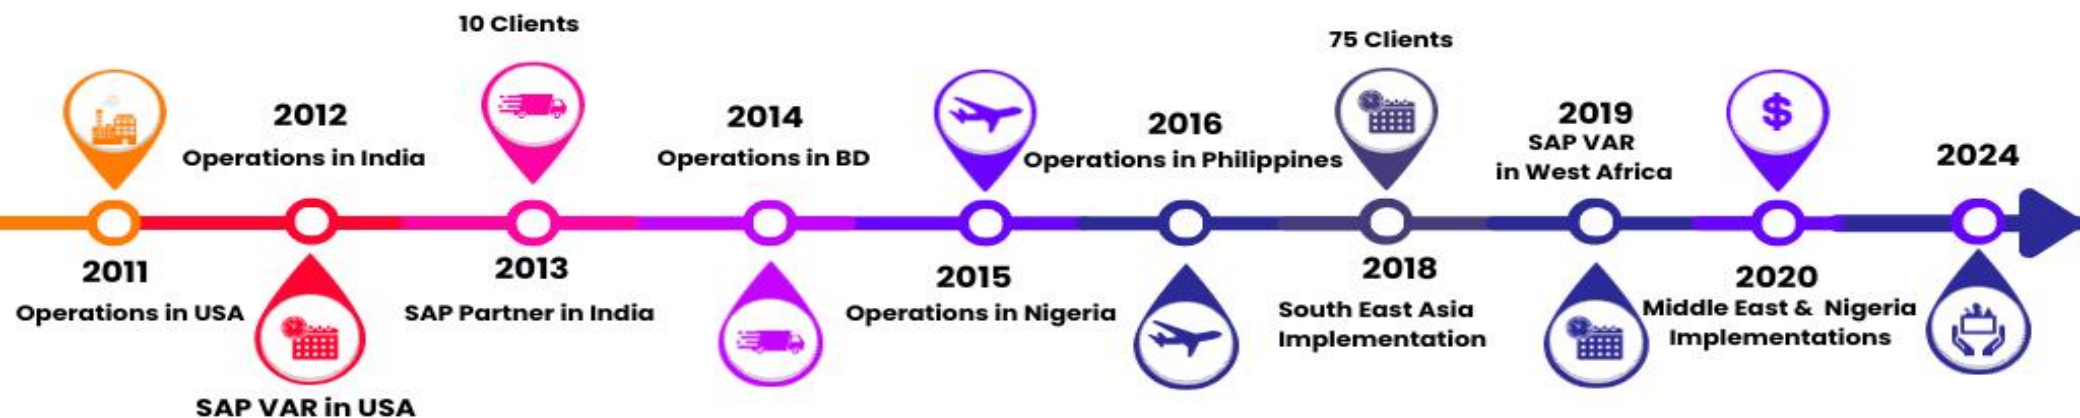 2011
Operations in USA
2012
Operations in India
SAP VAR in USA
10 Clients
2013
SAP Partner in India
2014
Operations in BD
2015
Operations in Nigeria
2016
Operations in Philippines
75 Clients
2018
South East Asia
Implementation
2019
SAP VAR
in West Africa
$
2020
Middle East & Nigeria
Implementations
2024